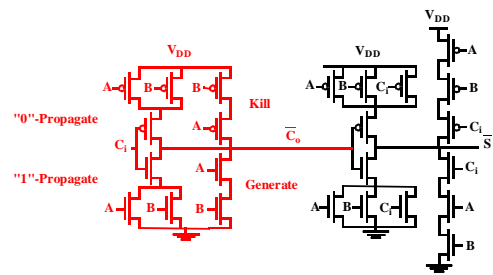 V_DD
V_DD
V_DD
A
B
B
Kill
A
B
C_i
A
B
"0"-Propagate
A
C_i
C_i
C̅_o
S̅
"1"-Propagate
A
Generate
C_i
A
B
B
A
B
C_i
A
B